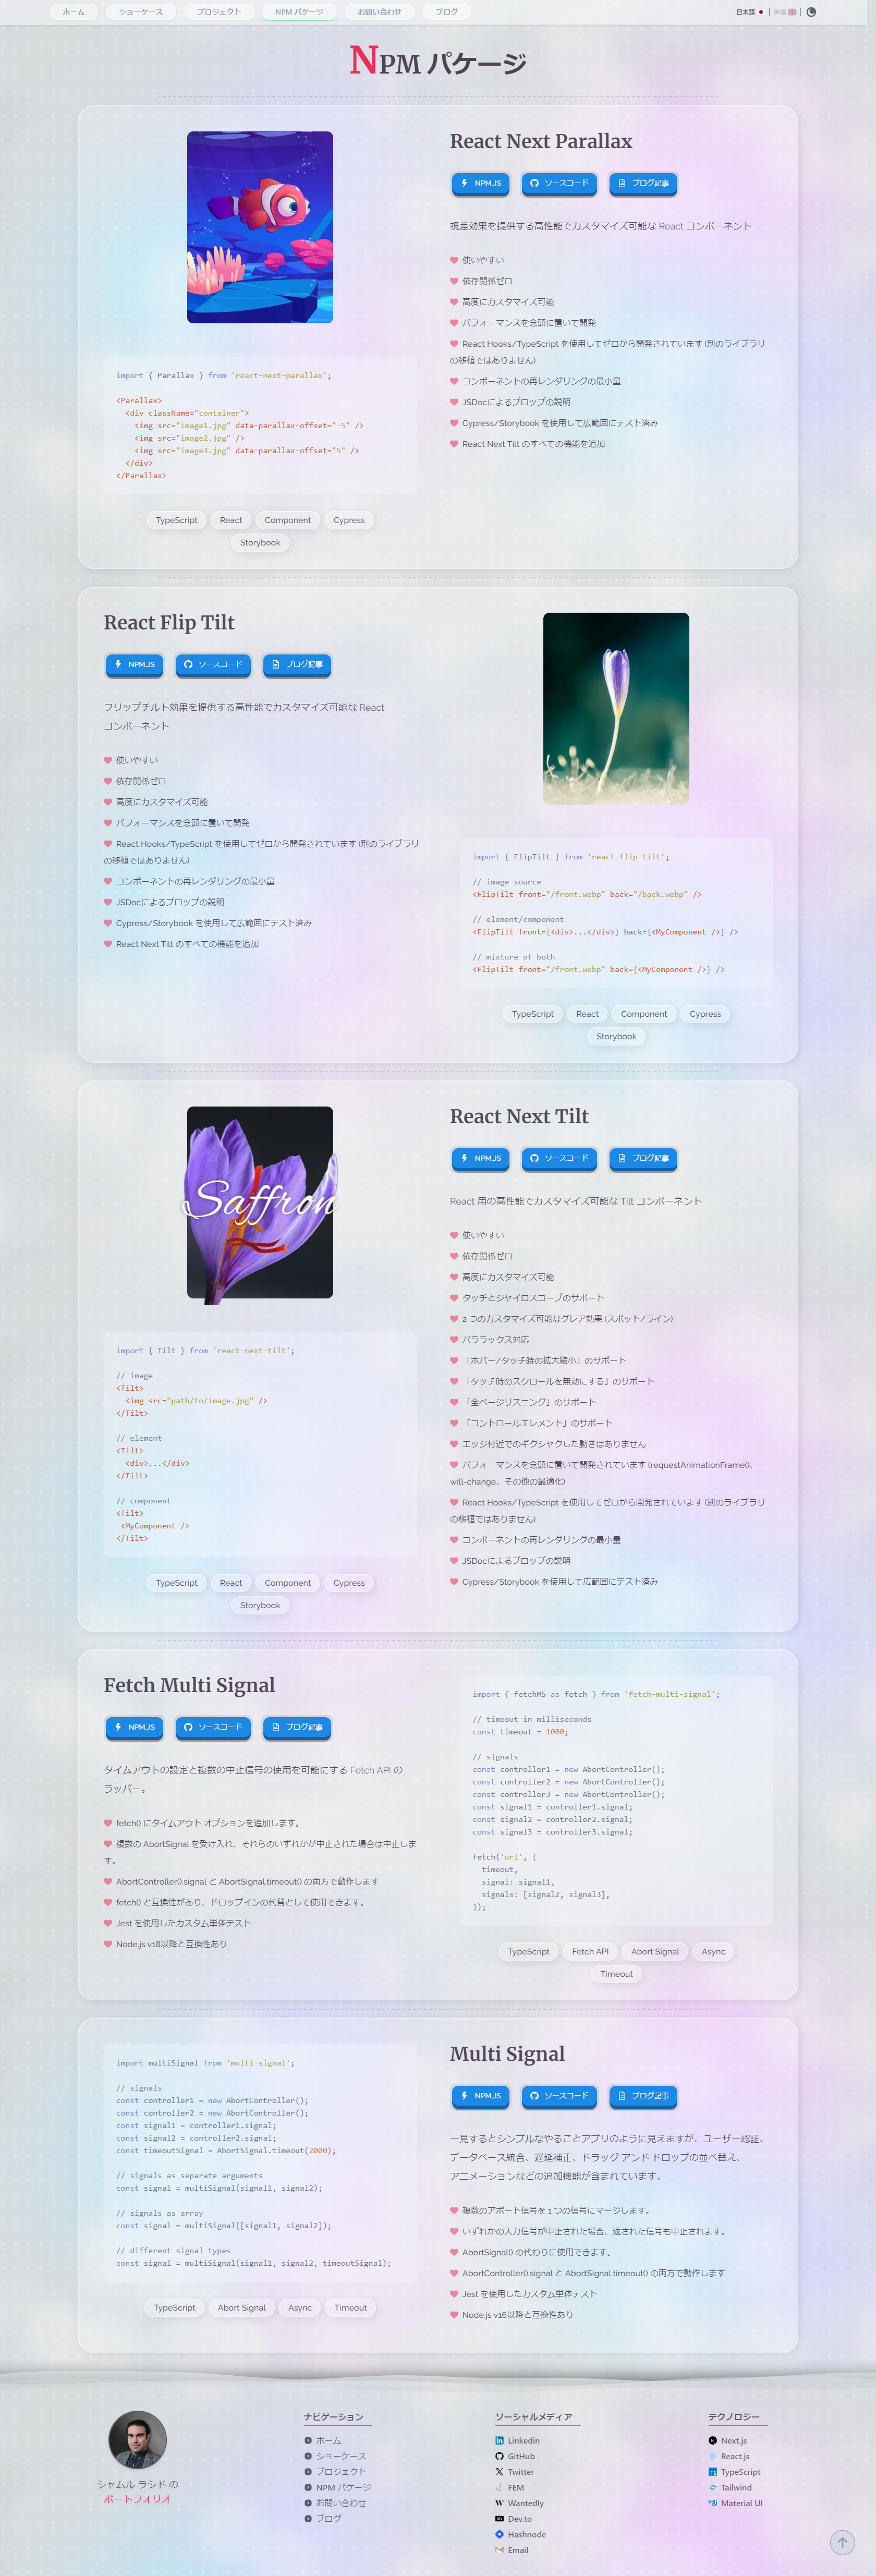 ホーム ショーケース プロジェクト NPM パッケージ お問い合わせ ブログ 日本語 | 英語 |
NPM パッケージ
React Next Parallax
NPM.JS ソースコード ブログ記事
視差効果を提供する高性能でカスタマイズ可能な React コンポーネント
使いやすい
依存関係ゼロ
高度にカスタマイズ可能
パフォーマンスを念頭に置いて開発
React Hooks/TypeScript を使用してゼロから開発されています (別のライブラリ
の移植ではありません)
コンポーネントの再レンダリングの最小量
JSDocによるプロップの説明
Cypress/Storybook を使用して広範囲にテスト済み
React Next Tilt のすべての機能を追加
import { Parallax } from 'react-next-parallax';
<Parallax>
<div className="container">
<img src="image1.jpg" data-parallax-offset="-5" />
<img src="image2.jpg" />
<img src="image3.jpg" data-parallax-offset="5" />
</div>
</Parallax>
TypeScript React Component Cypress
Storybook
React Flip Tilt
NPM.JS ソースコード ブログ記事
フリップチルト効果を提供する高性能でカスタマイズ可能な React
コンポーネント
使いやすい
依存関係ゼロ
高度にカスタマイズ可能
パフォーマンスを念頭に置いて開発
React Hooks/TypeScript を使用してゼロから開発されています (別のライブラリ
の移植ではありません)
コンポーネントの再レンダリングの最小量
JSDocによるプロップの説明
Cypress/Storybook を使用して広範囲にテスト済み
React Next Tilt のすべての機能を追加
import { FlipTilt } from 'react-flip-tilt';
// image source
<FlipTilt front="/front.webp" back="/back.webp" />
// element/component
<FlipTilt front={<div>...</div>} back={<MyComponent />} />
// mixture of both
<FlipTilt front="/front.webp" back={<MyComponent />} />
TypeScript React Component Cypress
Storybook
Saffron
React Next Tilt
NPM.JS ソースコード ブログ記事
React 用の高性能でカスタマイズ可能な Tilt コンポーネント
使いやすい
依存関係ゼロ
高度にカスタマイズ可能
タッチとジャイロスコープのサポート
2 つのカスタマイズ可能なグレア効果 (スポット/ライン)
パララックス対応
「ホバー/タッチ時の拡大縮小」のサポート
「タッチ時のスクロールを無効にする」のサポート
「全ページリスニング」のサポート
「コントロールエレメント」のサポート
エッジ付近でのギクシャクした動きはありません
パフォーマンスを念頭に置いて開発されています (requestAnimationFrame()、
will-change、その他の最適化)
React Hooks/TypeScript を使用してゼロから開発されています (別のライブラリ
の移植ではありません)
コンポーネントの再レンダリングの最小量
JSDocによるプロップの説明
Cypress/Storybook を使用して広範囲にテスト済み
import { Tilt } from 'react-next-tilt';
// image
<Tilt>
<img src="path/to/image.jpg" />
</Tilt>
// element
<Tilt>
<div>...</div>
</Tilt>
// component
<Tilt>
<MyComponent />
</Tilt>
TypeScript React Component Cypress
Storybook
Fetch Multi Signal
NPM.JS ソースコード ブログ記事
タイムアウトの設定と複数の中止信号の使用を可能にする Fetch API の
ラッパー。
fetch() にタイムアウト オプションを追加します。
複数の AbortSignal を受け入れ、それらのいずれかが中止された場合は中止しま
す。
AbortController().signal と AbortSignal.timeout() の両方で動作します
fetch() と互換性があり、ドロップインの代替として使用できます。
Jest を使用したカスタム単体テスト
Node.js v18以降と互換性あり
import { fetchMS as fetch } from 'fetch-multi-signal';
// timeout in milliseconds
const timeout = 1000;
// signals
const controller1 = new AbortController();
const controller2 = new AbortController();
const controller3 = new AbortController();
const signal1 = controller1.signal;
const signal2 = controller2.signal;
const signal3 = controller3.signal;
fetch('url', {
timeout,
signal: signal1,
signals: [signal2, signal3],
});
TypeScript Fetch API Abort Signal Async
Timeout
import multiSignal from 'multi-signal';
// signals
const controller1 = new AbortController();
const controller2 = new AbortController();
const signal1 = controller1.signal;
const signal2 = controller2.signal;
const timeoutSignal = AbortSignal.timeout(2000);
// signals as separate arguments
const signal = multiSignal(signal1, signal2);
// signals as array
const signal = multiSignal([signal1, signal2]);
// different signal types
const signal = multiSignal(signal1, signal2, timeoutSignal);
TypeScript Abort Signal Async Timeout
Multi Signal
NPM.JS ソースコード ブログ記事
一見するとシンプルなやることアプリのように見えますが、ユーザー認証、
データベース統合、遅延補正、ドラッグ アンド ドロップの並べ替え、
アニメーションなどの追加機能が含まれています。
複数のアボート信号を 1 つの信号にマージします。
いずれかの入力信号が中止された場合、返された信号も中止されます。
AbortSignal() の代わりに使用できます。
AbortController().signal と AbortSignal.timeout() の両方で動作します
Jest を使用したカスタム単体テスト
Node.js v16以降と互換性あり
シャムル ラシド の
ポートフォリオ
ナビゲーション
ホーム
ショーケース
プロジェクト
NPM パッケージ
お問い合わせ
ブログ
ソーシャルメディア
Linkedin
GitHub
Twitter
FEM
Wantedly
Dev.to
Hashnode
Email
テクノロジー
Next.js
React.js
TypeScript
Tailwind
Material UI